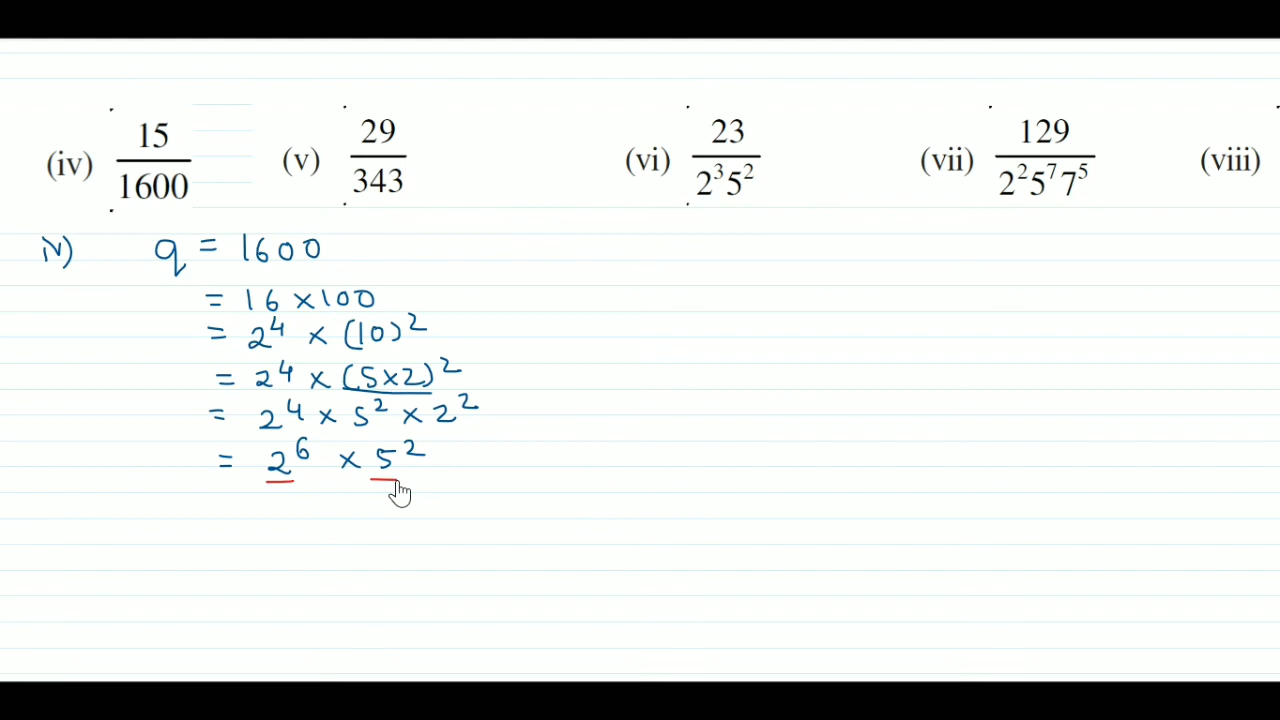 (iv) 15/1600 (v) 29/343 (vi) 23/2³5² (vii) 129/2²5⁷7⁵ (viii)
iv) q = 1600
= 16 × 100
= 2⁴ × (10)²
= 2⁴ × (5×2)²
= 2⁴ × 5² × 2²
= 2⁶ × 5²